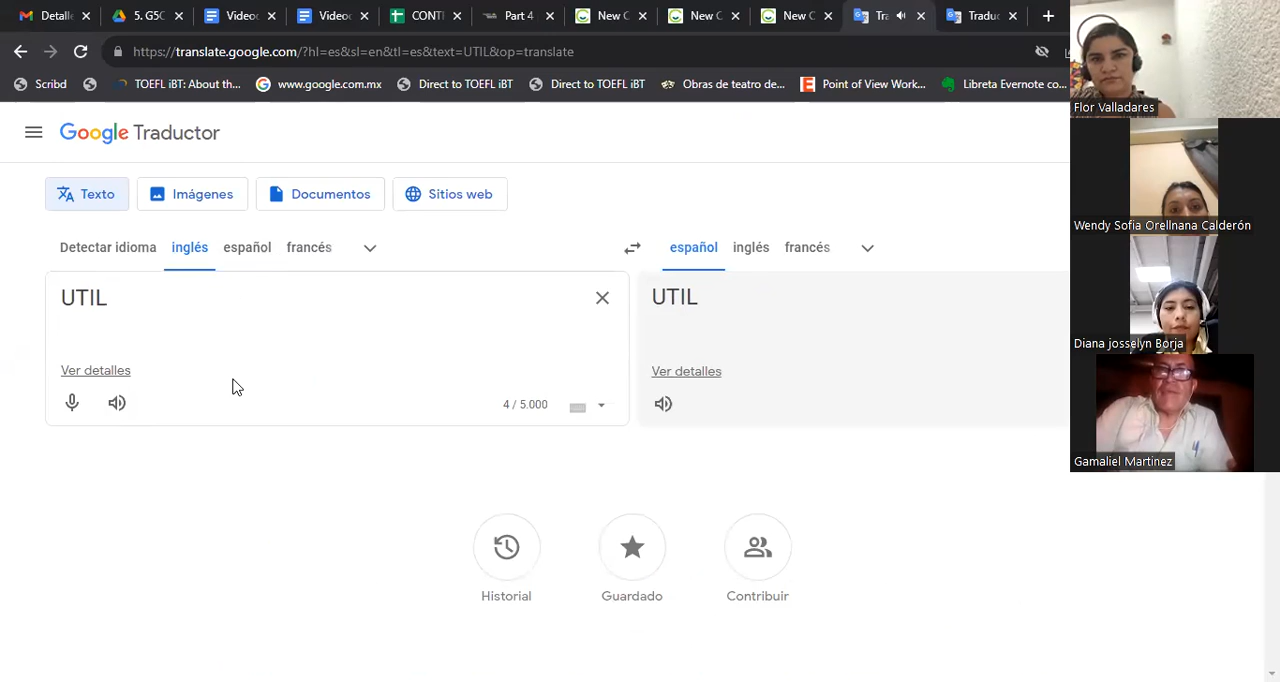 Detalle
5. G5C
Videoc
Videoc
CONTI
Part 4
New C
New C
New C
Tra
Traduc
https://translate.google.com/?hl=es&sl=en&tl=es&text=UTIL&op=translate
Scribd
TOEFL iBT: About th...
www.google.com.mx
Direct to TOEFL iBT
Direct to TOEFL iBT
Obras de teatro de...
Point of View Work...
Libreta Evernote co...
Google Traductor
Texto
Imágenes
Documentos
Sitios web
Detectar idioma
inglés
español
francés
español
inglés
francés
UTIL
UTIL
Ver detalles
Ver detalles
4 / 5.000
Historial
Guardado
Contribuir
Flor Valladares
Wendy Sofia Orellnana Calderón
Diana josselyn Borja
Gamaliel Martinez